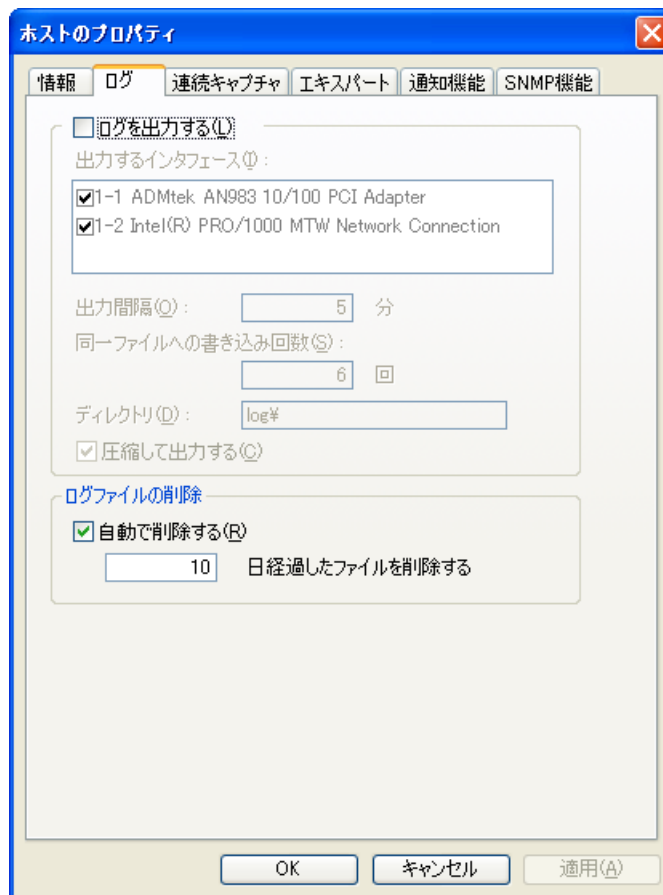 ホストのプロパティ
情報 ログ 連続キャプチャ エキスパート 通知機能 SNMP機能
ログを出力する(L)
出力するインタフェース(I) :
1-1 ADMtek AN983 10/100 PCI Adapter
1-2 Intel(R) PRO/1000 MTW Network Connection
出力間隔(O) : 5 分
同一ファイルへの書き込み回数(S) :
6 回
ディレクトリ(D) : log¥
圧縮して出力する(C)
ログファイルの削除
自動で削除する(R)
10 日経過したファイルを削除する
OK キャンセル 適用(A)